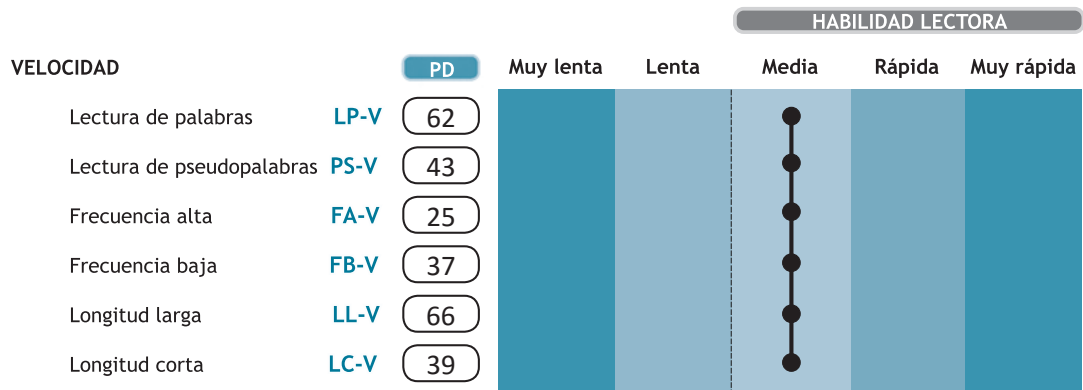 HABILIDAD LECTORA
VELOCIDAD PD Muy lenta Lenta Media Rápida Muy rápida
Lectura de palabras LP-V 62
Lectura de pseudopalabras PS-V 43
Frecuencia alta FA-V 25
Frecuencia baja FB-V 37
Longitud larga LL-V 66
Longitud corta LC-V 39